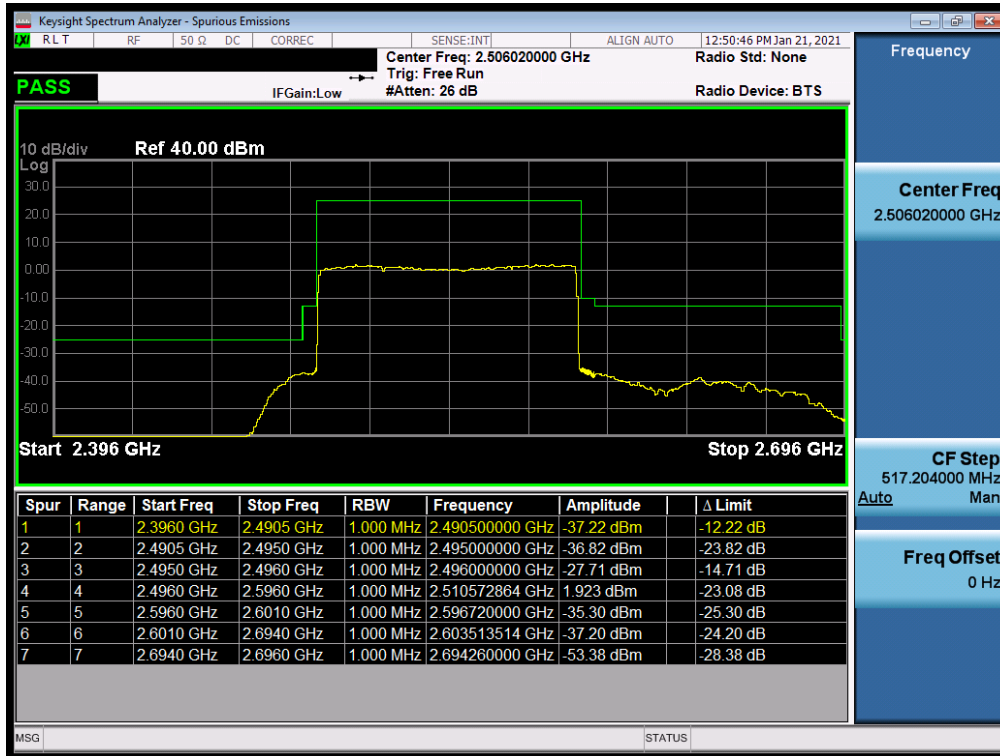 Keysight Spectrum Analyzer - Spurious Emissions
LXI RLT RF 50 Ω DC CORREC SENSE:INT ALIGN AUTO 12:50:46 PM Jan 21, 2021
Center Freq: 2.506020000 GHz Radio Std: None
Trig: Free Run
PASS IFGain:Low #Atten: 26 dB Radio Device: BTS
10 dB/div Ref 40.00 dBm
Log
30.0
20.0
10.0
0.00
-10.0
-20.0
-30.0
-40.0
-50.0
Start 2.396 GHz Stop 2.696 GHz
Spur Range Start Freq Stop Freq RBW Frequency Amplitude Δ Limit
1 1 2.3960 GHz 2.4905 GHz 1.000 MHz 2.490500000 GHz -37.22 dBm -12.22 dB
2 2 2.4905 GHz 2.4950 GHz 1.000 MHz 2.495000000 GHz -36.82 dBm -23.82 dB
3 3 2.4950 GHz 2.4960 GHz 1.000 MHz 2.496000000 GHz -27.71 dBm -14.71 dB
4 4 2.4960 GHz 2.5960 GHz 1.000 MHz 2.510572864 GHz 1.923 dBm -23.08 dB
5 5 2.5960 GHz 2.6010 GHz 1.000 MHz 2.596720000 GHz -35.30 dBm -25.30 dB
6 6 2.6010 GHz 2.6940 GHz 1.000 MHz 2.603513514 GHz -37.20 dBm -24.20 dB
7 7 2.6940 GHz 2.6960 GHz 1.000 MHz 2.694260000 GHz -53.38 dBm -28.38 dB
MSG STATUS
Frequency
Center Freq
2.506020000 GHz
CF Step
517.204000 MHz
Auto Man
Freq Offset
0 Hz